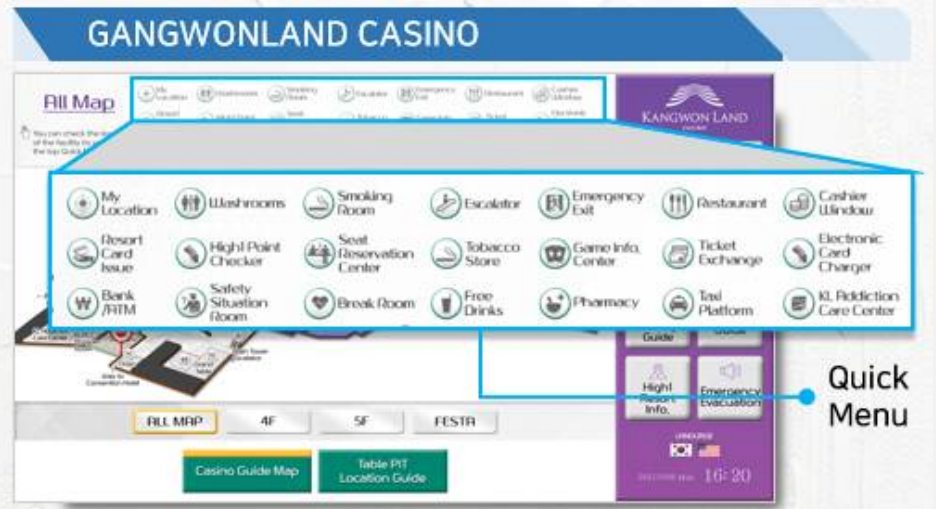 GANGWONLAND CASINO
All Map
KANGWON LAND
CASINO
My Location
Washrooms
Smoking Room
Escalator
Emergency Exit
Restaurant
Cashier Window
Resort Card Issue
High1 Point Checker
Seat Reservation Center
Tobacco Store
Game Info. Center
Ticket Exchange
Electronic Card Charger
Bank /ATM
Safety Situation Room
Break Room
Free Drinks
Pharmacy
Taxi Platform
KL Addiction Care Center
Guide
High1 Resort Info.
Emergency Evacuation
Quick Menu
ALL MAP
4F
5F
FESTA
LANGUAGE
Casino Guide Map
Table PIT Location Guide
16:20